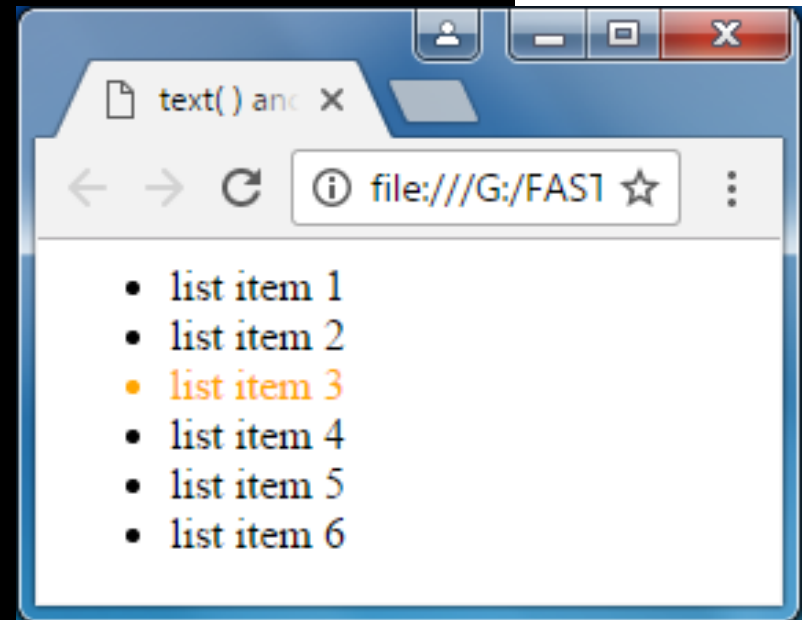 text( ) and
file:///G:/FAST
list item 1
list item 2
list item 3
list item 4
list item 5
list item 6